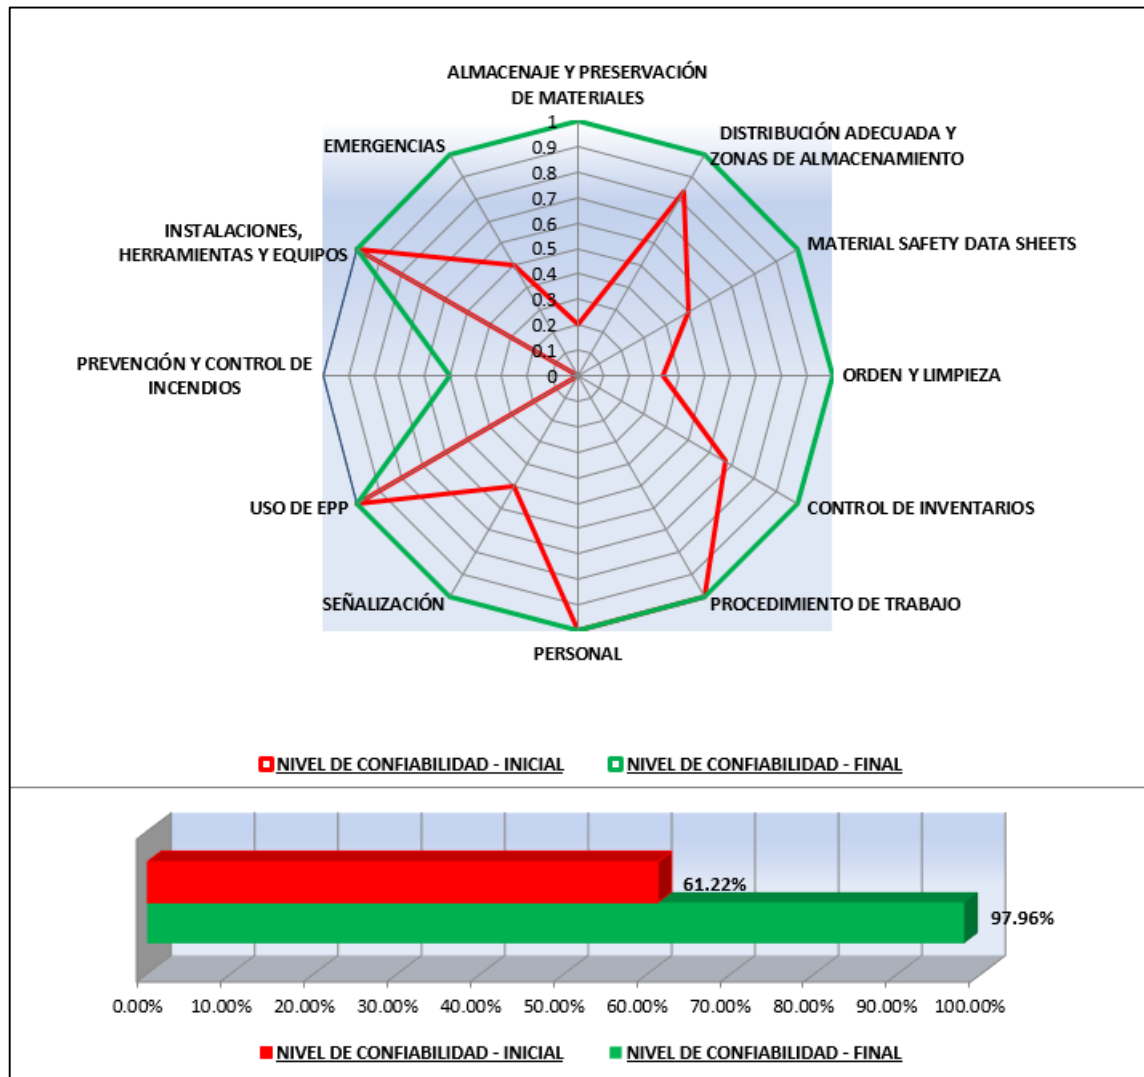 ALMACENAJE Y PRESERVACIÓN
DE MATERIALES
DISTRIBUCIÓN ADECUADA Y
ZONAS DE ALMACENAMIENTO
MATERIAL SAFETY DATA SHEETS
ORDEN Y LIMPIEZA
CONTROL DE INVENTARIOS
PROCEDIMIENTO DE TRABAJO
PERSONAL
SEÑALIZACIÓN
USO DE EPP
PREVENCIÓN Y CONTROL DE
INCENDIOS
INSTALACIONES,
HERRAMIENTAS Y EQUIPOS
EMERGENCIAS
1
0.9
0.8
0.7
0.6
0.5
0.4
0.3
0.2
0.1
0
NIVEL DE CONFIABILIDAD - INICIAL
NIVEL DE CONFIABILIDAD - FINAL
61.22%
97.96%
0.00% 10.00% 20.00% 30.00% 40.00% 50.00% 60.00% 70.00% 80.00% 90.00% 100.00%
NIVEL DE CONFIABILIDAD - INICIAL
NIVEL DE CONFIABILIDAD - FINAL